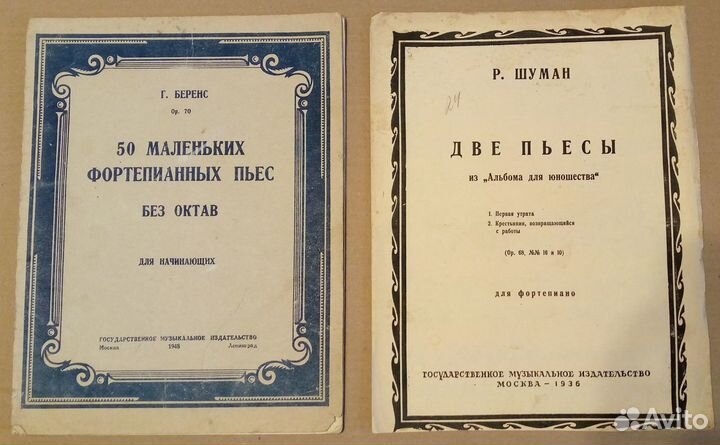 Г. БЕРЕНС
Op. 70
50 МАЛЕНЬКИХ
ФОРТЕПИАННЫХ ПЬЕС
БЕЗ ОКТАВ
ДЛЯ НАЧИНАЮЩИХ
ГОСУДАРСТВЕННОЕ МУЗЫКАЛЬНОЕ ИЗДАТЕЛЬСТВО
Москва 1948 Ленинград
Р. ШУМАН
24
ДВЕ ПЬЕСЫ
из „Альбома для юношества“
1. Первая утрата
2. Крестьянин, возвращающийся
с работы
(Op. 68, №№ 16 и 10)
для фортепиано
ГОСУДАРСТВЕННОЕ МУЗЫКАЛЬНОЕ ИЗДАТЕЛЬСТВО
МОСКВА — 1936
Avito